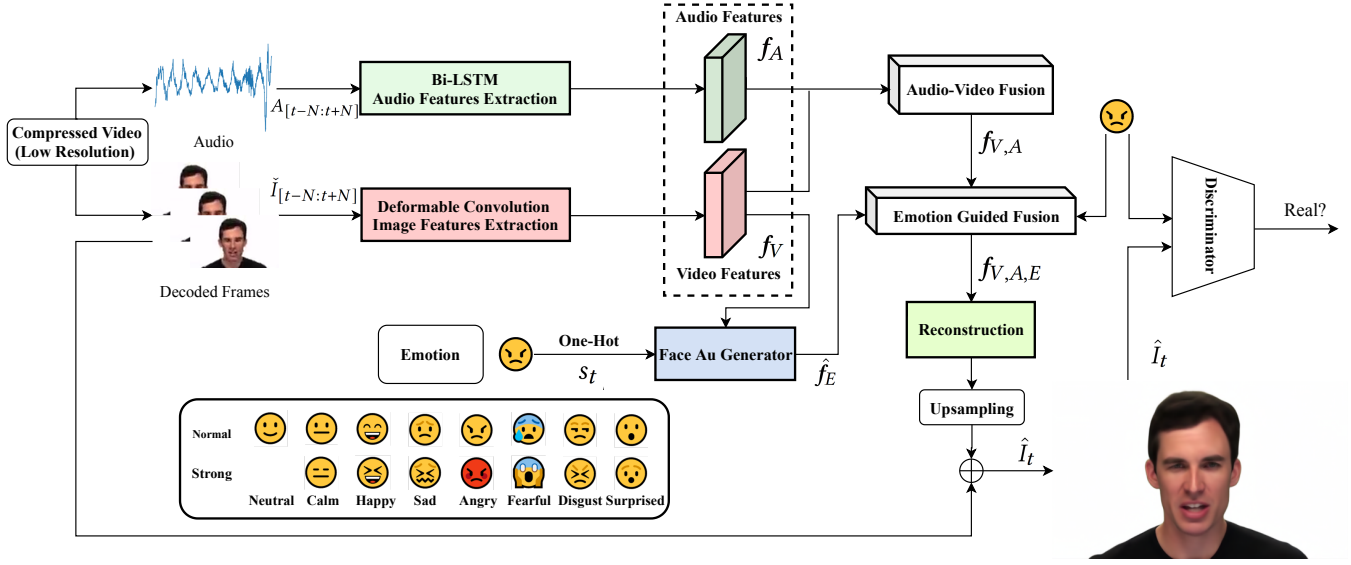 Audio Features
f_A
Bi-LSTM
Audio Features Extraction
Audio-Video Fusion
A_[t−N:t+N]
Compressed Video
(Low Resolution)
Audio
f_V,A
Ǐ_[t−N:t+N]
Deformable Convolution
Image Features Extraction
Emotion Guided Fusion
Discriminator
Real?
f_V
Video Features
Decoded Frames
f_V,A,E
Reconstruction
Emotion
One-Hot
s_t
Face Au Generator
f̂_E
Î_t
Upsampling
Î_t
Normal
Strong
Neutral Calm Happy Sad Angry Fearful Disgust Surprised